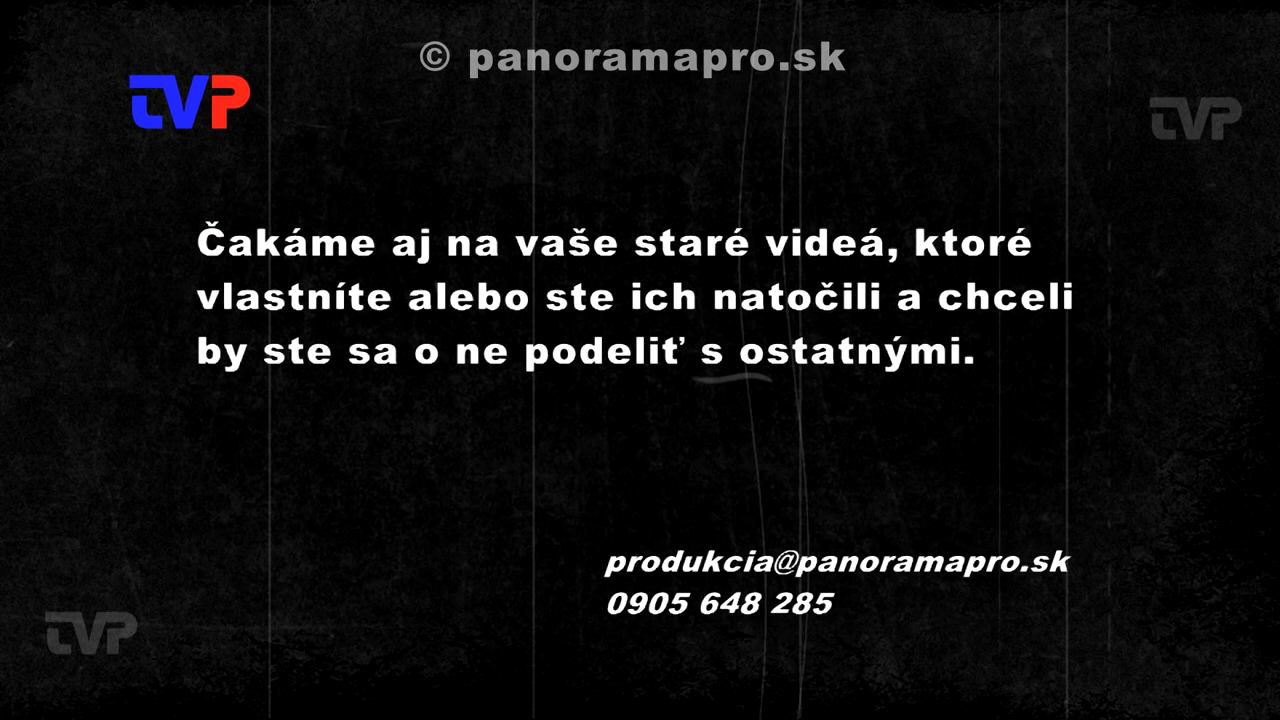 © panoramapro.sk
TVP
TVP
Čakáme aj na vaše staré videá, ktoré
vlastníte alebo ste ich natočili a chceli
by ste sa o ne podeliť s ostatnými.
produkcia@panoramapro.sk
0905 648 285
TVP